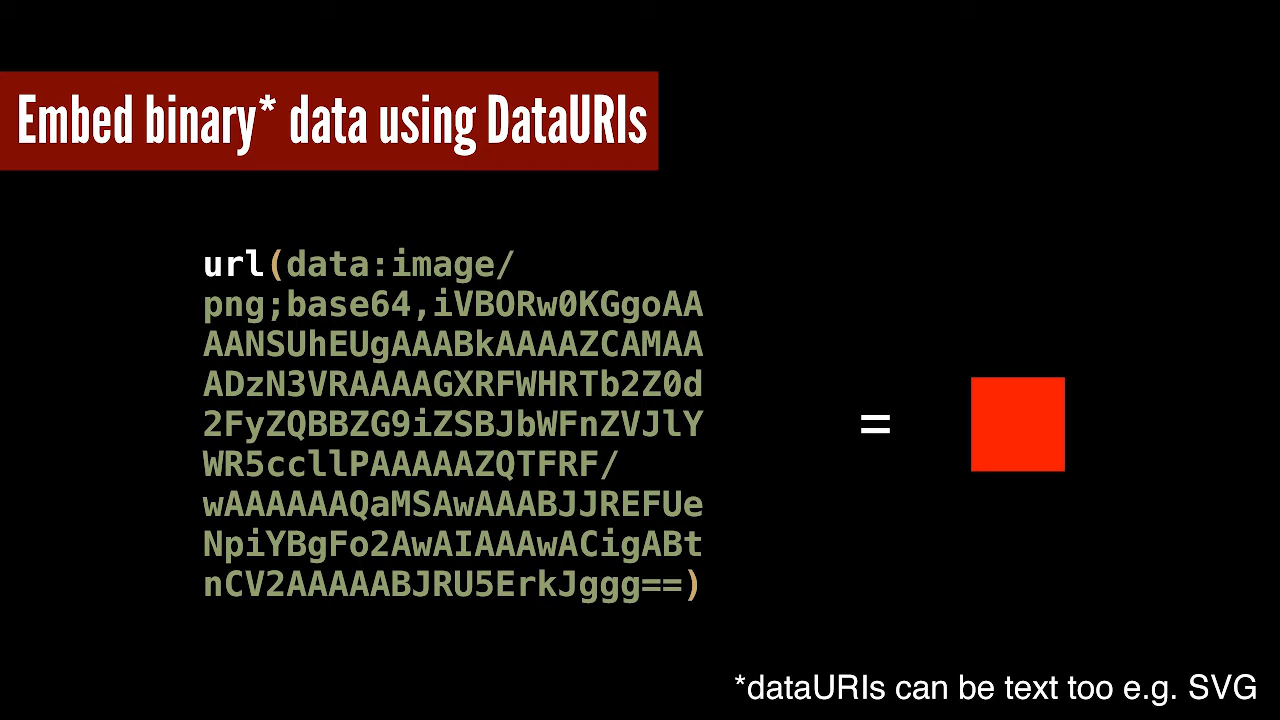 Embed binary* data using DataURIs
url(data:image/
png;base64,iVBORw0KGgoAA
AANSUhEUgAAABkAAAAZCAMAA
ADzN3VRAAAAGXRFWHRTb2Z0d
2FyZQBBZG9iZSBJbWFnZVJlY
WR5ccllPAAAAAZQTFRF/
wAAAAAAQaMSAwAAABJJREFUe
NpiYBgFo2AwAIAAAwACigABt
nCV2AAAAABJRU5ErkJggg==)
=
*dataURIs can be text too e.g. SVG